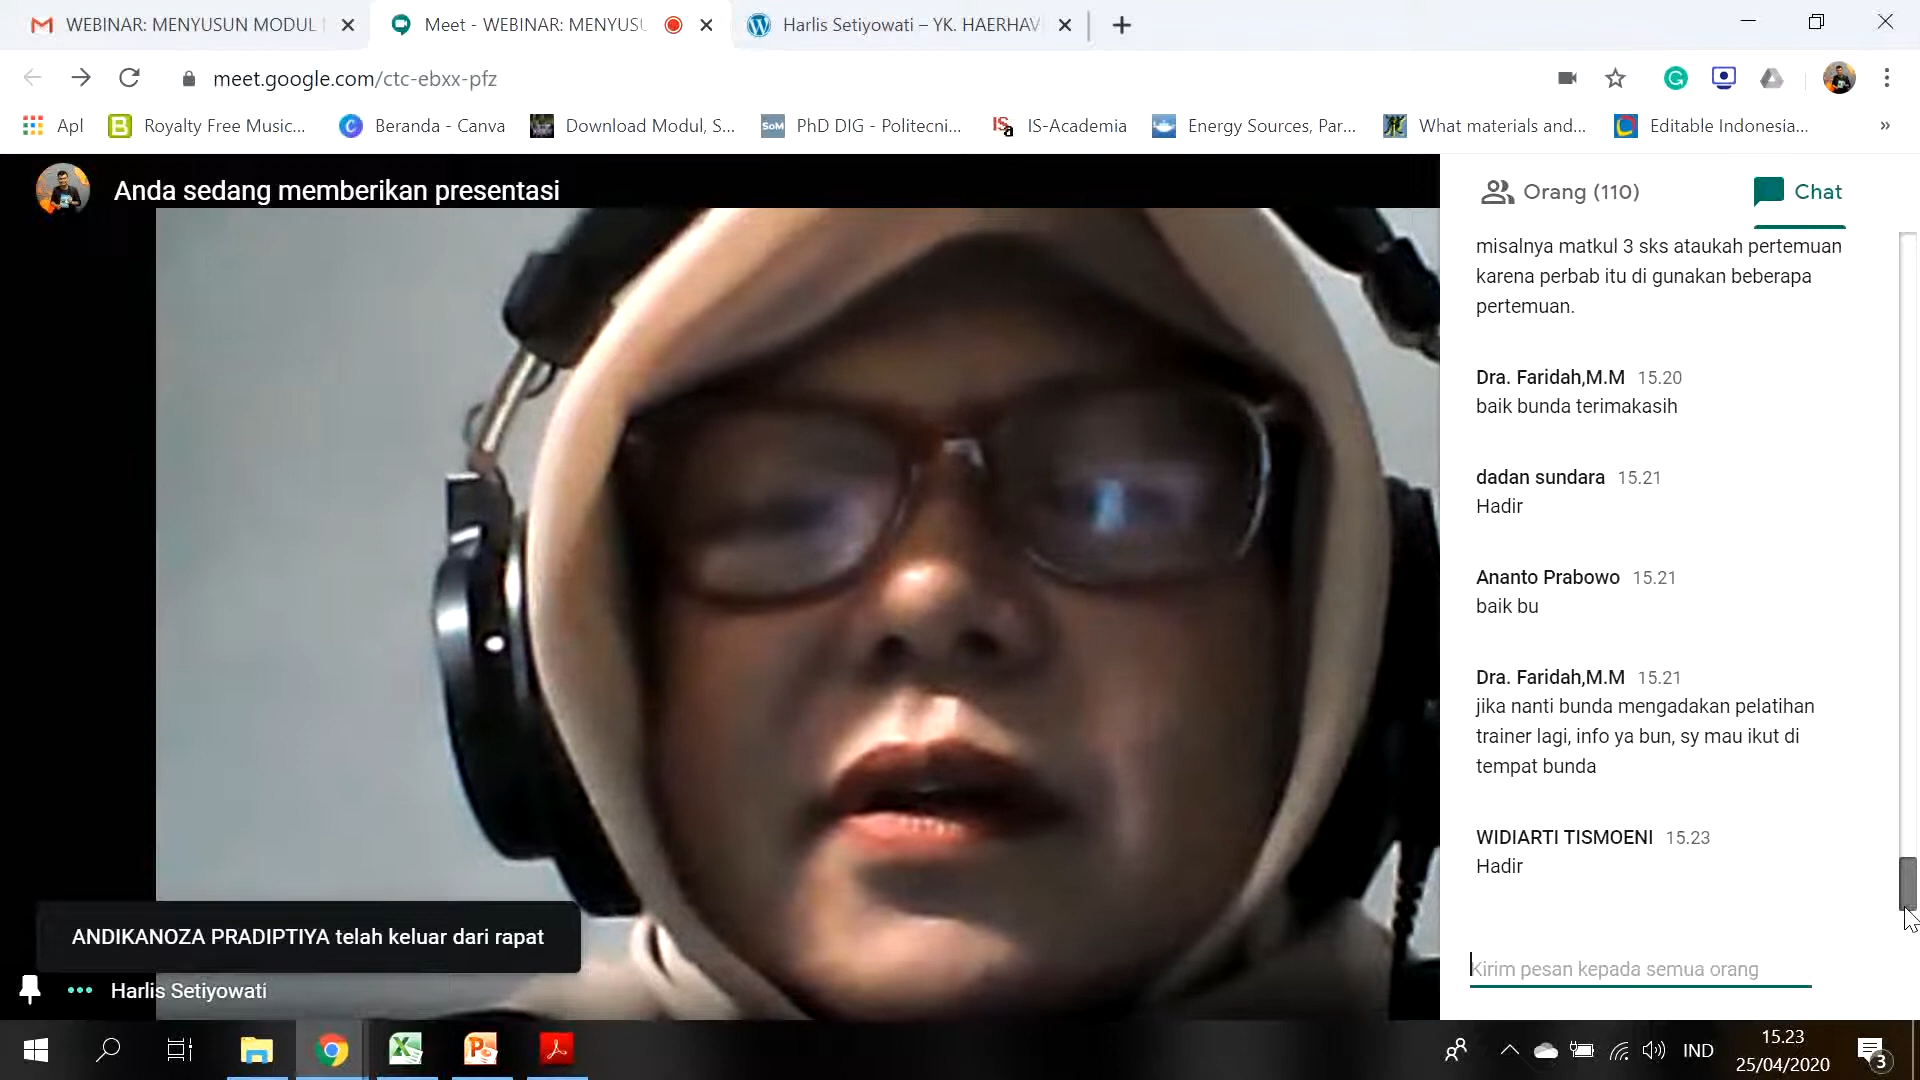 WEBINAR: MENYUSUN MODUL
Meet - WEBINAR: MENYUSU
Harlis Setiyowati – YK. HAERHAV
meet.google.com/ctc-ebxx-pfz
Apl
Royalty Free Music...
Beranda - Canva
Download Modul, S...
SoM
PhD DIG - Politecni...
IS-Academia
Energy Sources, Par...
What materials and...
Editable Indonesia...
»
Anda sedang memberikan presentasi
Orang (110)
Chat
misalnya matkul 3 sks ataukah pertemuan
karena perbab itu di gunakan beberapa
pertemuan.
Dra. Faridah,M.M 15.20
baik bunda terimakasih
dadan sundara 15.21
Hadir
Ananto Prabowo 15.21
baik bu
Dra. Faridah,M.M 15.21
jika nanti bunda mengadakan pelatihan
trainer lagi, info ya bun, sy mau ikut di
tempat bunda
WIDIARTI TISMOENI 15.23
Hadir
Kirim pesan kepada semua orang
ANDIKANOZA PRADIPTIYA telah keluar dari rapat
Harlis Setiyowati
IND
15.23
25/04/2020
3